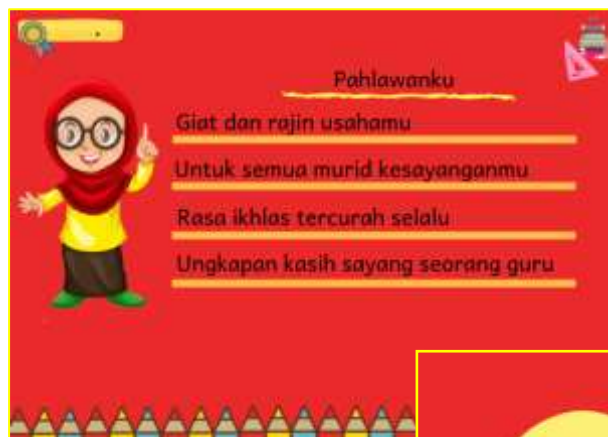 Pahlawanku
Giat dan rajin usahamu
Untuk semua murid kesayanganmu
Rasa ikhlas tercurah selalu
Ungkapan kasih sayang seorang guru